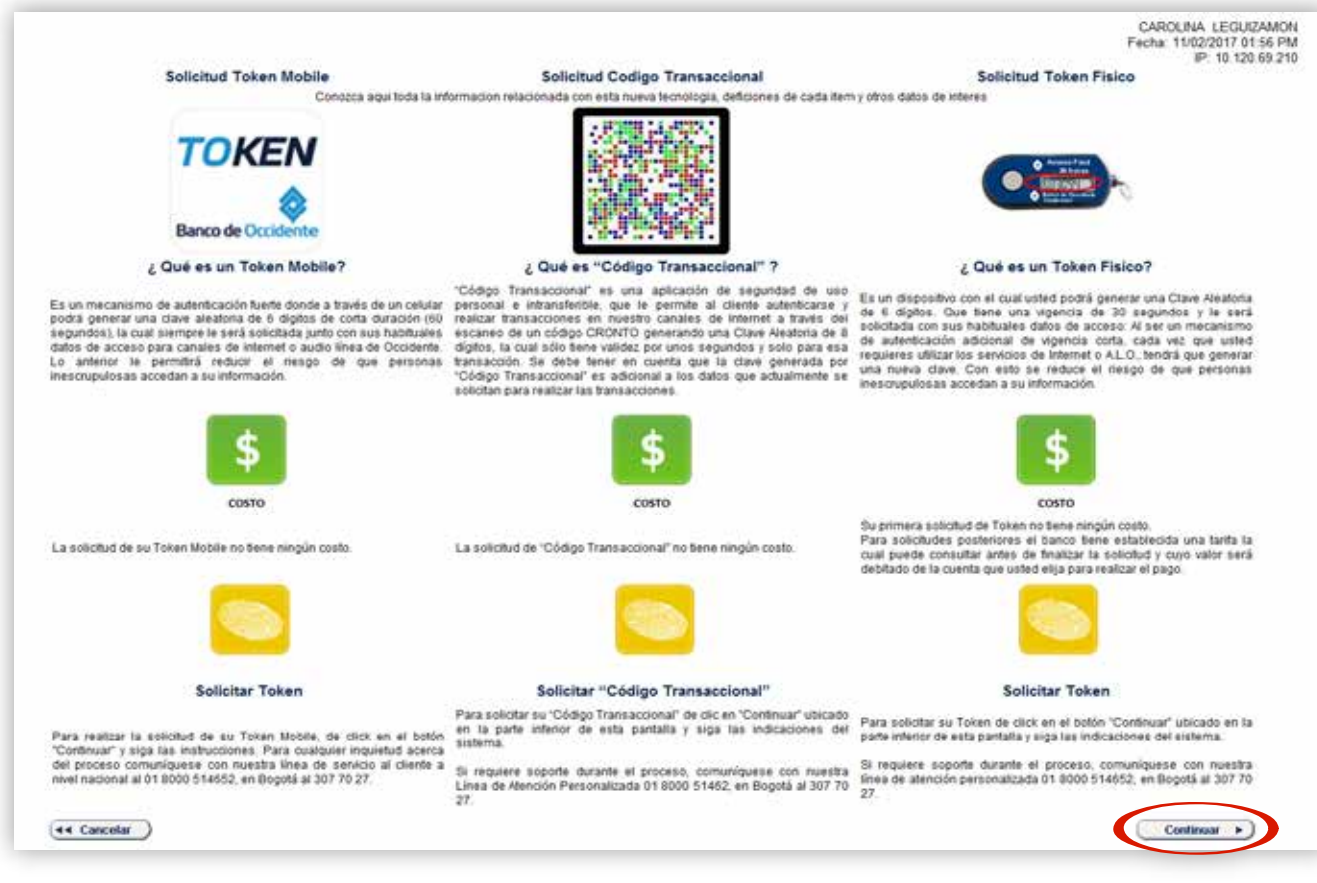 CAROLINA LEGUIZAMON
Fecha: 11/02/2017 01:56 PM
IP: 10.120.69.210
Solicitud Token Mobile
Solicitud Codigo Transaccional
Solicitud Token Fisico
Conozca aqui toda la informacion relacionada con esta nueva tecnologia, deficiones de cada item y otros datos de interes
TOKEN
Banco de Occidente
¿ Qué es un Token Mobile?
Es un mecanismo de autenticación fuerte donde a través de un celular
podrá generar una clave aleatoria de 6 dígitos de corta duración (60
segundos), la cual siempre le será solicitada junto con sus habituales
datos de acceso para canales de internet o audio línea de Occidente.
Lo anterior le permitirá reducir el riesgo de que personas
inescrupulosas accedan a su información.
¿ Qué es "Código Transaccional" ?
"Código Transaccional" es una aplicación de seguridad de uso
personal e intransferible, que le permite al cliente autenticarse y
realizar transacciones en nuestro canales de Internet a través del
escaneo de un código CRONTO generando una Clave Aleatoria de 8
dígitos, la cual sólo tiene validez por unos segundos y solo para esa
transacción. Se debe tener en cuenta que la clave generada por
"Código Transaccional" es adicional a los datos que actualmente se
solicitan para realizar las transacciones.
¿ Qué es un Token Fisico?
Es un dispositivo con el cual usted podrá generar una Clave Aleatoria
de 6 dígitos. Que tiene una vigencia de 30 segundos y le será
solicitada con sus habituales datos de acceso: Al ser un mecanismo
de autenticación adicional de vigencia corta, cada vez que usted
requieres utilizar los servicios de Internet o A.L.O., tendrá que generar
una nueva clave. Con esto se reduce el riesgo de que personas
inescrupulosas accedan a su información.
$
COSTO
La solicitud de su Token Mobile no tiene ningún costo.
$
COSTO
La solicitud de "Código Transaccional" no tiene ningún costo.
$
COSTO
Su primera solicitud de Token no tiene ningún costo.
Para solicitudes posteriores el banco tiene establecida una tarifa la
cual puede consultar antes de finalizar la solicitud y cuyo valor será
debitado de la cuenta que usted elija para realizar el pago.
Solicitar Token
Para realizar la solicitud de su Token Mobile, de click en el botón
"Continuar" y siga las instrucciones. Para cualquier inquietud acerca
del proceso comuníquese con nuestra línea de servicio al cliente a
nivel nacional al 01 8000 514652, en Bogotá al 307 70 27.
Solicitar "Código Transaccional"
Para solicitar su "Código Transaccional" de clic en "Continuar" ubicado
en la parte inferior de esta pantalla y siga las indicaciones del
sistema.
Si requiere soporte durante el proceso, comuníquese con nuestra
Línea de Atención Personalizada 01 8000 51462, en Bogotá al 307 70
27.
Solicitar Token
Para solicitar su Token de click en el botón "Continuar" ubicado en la
parte inferior de esta pantalla y siga las indicaciones del sistema.
Si requiere soporte durante el proceso, comuníquese con nuestra
línea de atención personalizada 01 8000 514652, en Bogotá al 307 70
27.
Cancelar
Continuar